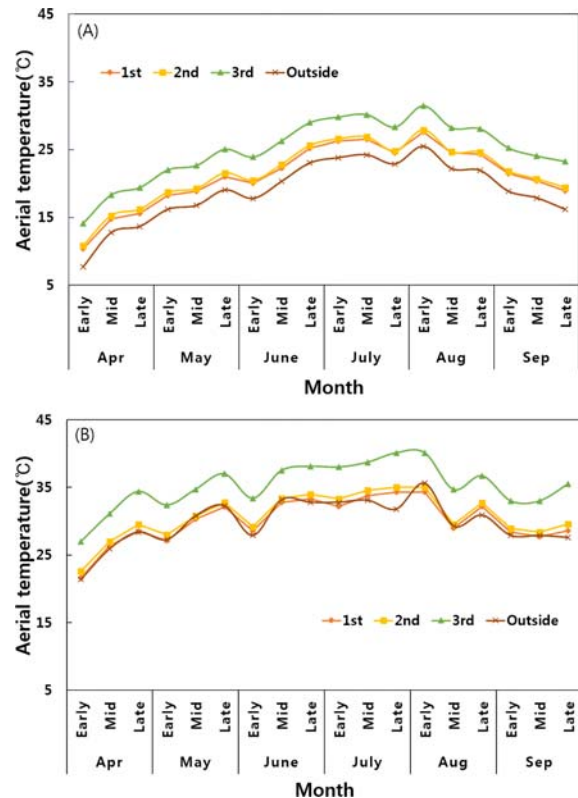 (A)
45
1st 2nd 3rd Outside
35
25
15
5
Aerial temperature(℃)
Early Mid Late Early Mid Late Early Mid Late Early Mid Late Early Mid Late Early Mid Late
Apr May June July Aug Sep
Month
(B)
45
35
25
15
5
Aerial temperature(℃)
1st 2nd 3rd Outside
Early Mid Late Early Mid Late Early Mid Late Early Mid Late Early Mid Late Early Mid Late
Apr May June July Aug Sep
Month